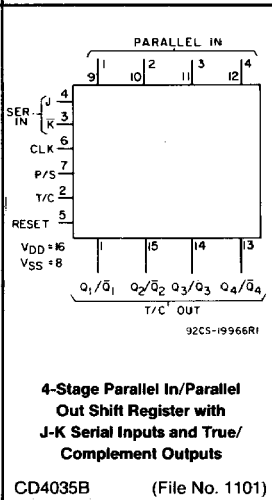 PARALLEL IN
1 2 3 4
9 10 11 12
SER IN
J 4
K̅ 3
CLK 6
P/S 7
T/C 2
RESET 5
VDD = 16
VSS = 8
1 15 14 13
Q1/Q̅1 Q2/Q̅2 Q3/Q̅3 Q4/Q̅4
T/C OUT
92CS-19966R1
4-Stage Parallel In/Parallel
Out Shift Register with
J-K Serial Inputs and True/
Complement Outputs
CD4035B (File No. 1101)